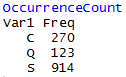 OccurrenceCount
Var1 Freq
C 270
Q 123
S 914